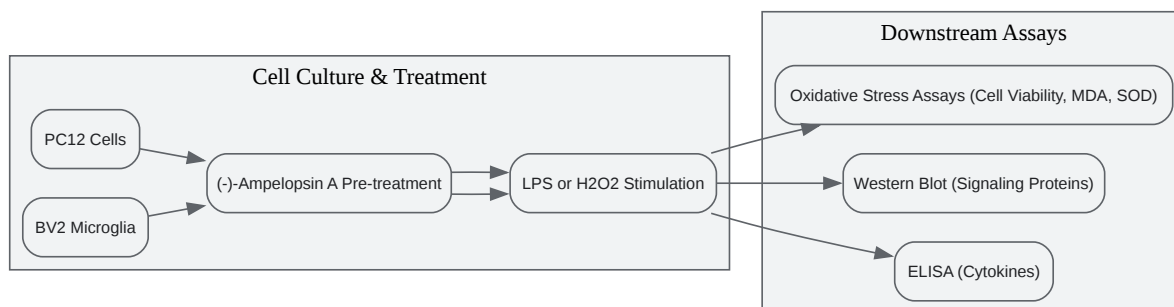 Cell Culture & Treatment
PC12 Cells
BV2 Microglia
(-)-Ampelopsin A Pre-treatment
LPS or H2O2 Stimulation
Downstream Assays
Oxidative Stress Assays (Cell Viability, MDA, SOD)
Western Blot (Signaling Proteins)
ELISA (Cytokines)